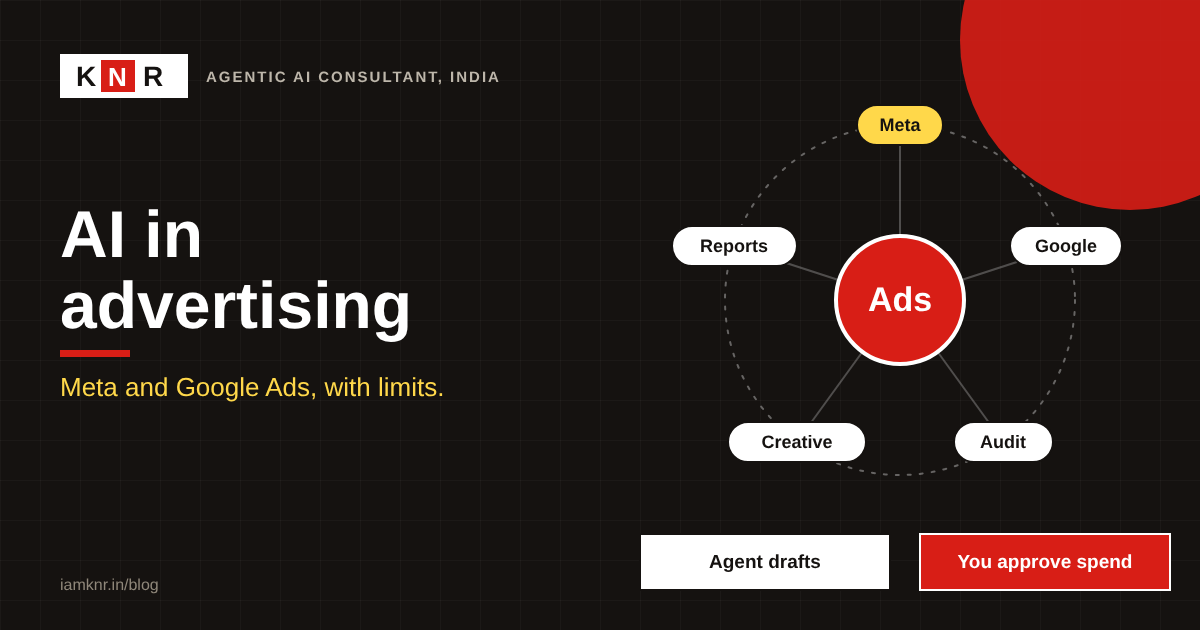 KNR
AGENTIC AI CONSULTANT, INDIA
AI in
advertising
Meta and Google Ads, with limits.
Meta
Reports
Google
Ads
Creative
Audit
Agent drafts
You approve spend
iamknr.in/blog